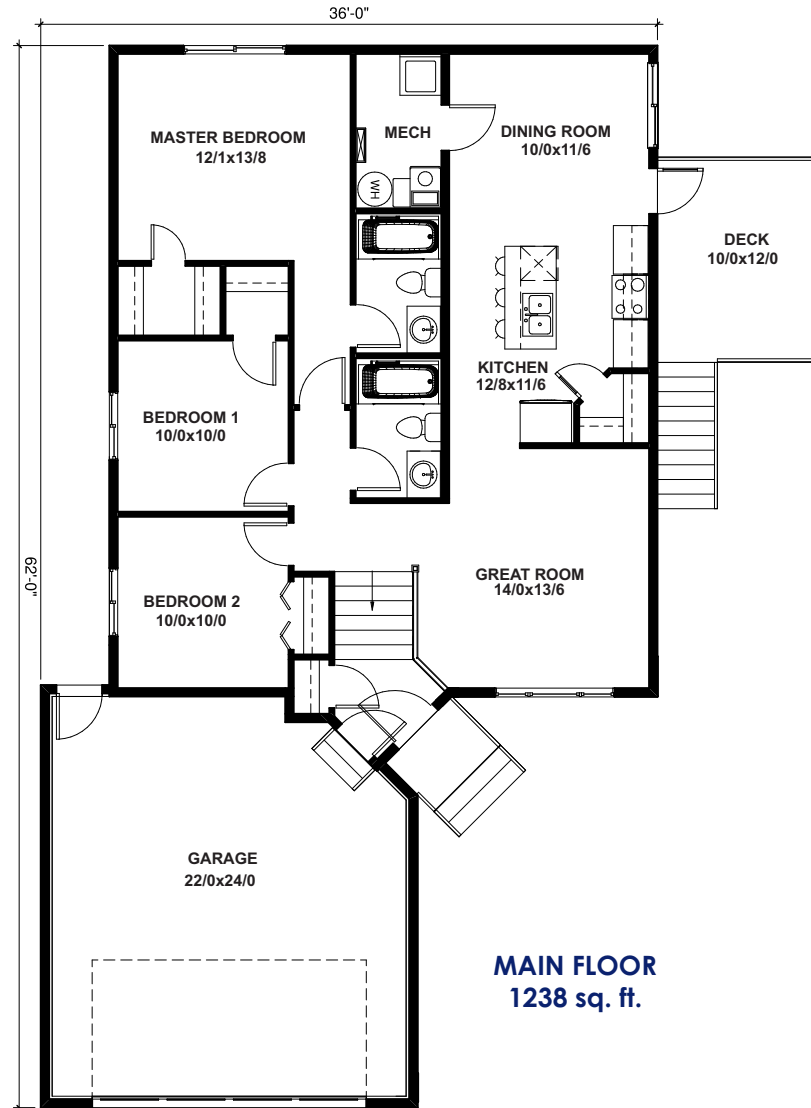 36'-0"
MASTER BEDROOM
12/1x13/8
MECH
WH
DINING ROOM
10/0x11/6
DECK
10/0x12/0
KITCHEN
12/8x11/6
BEDROOM 1
10/0x10/0
62'-0"
BEDROOM 2
10/0x10/0
GREAT ROOM
14/0x13/6
GARAGE
22/0x24/0
MAIN FLOOR
1238 sq. ft.